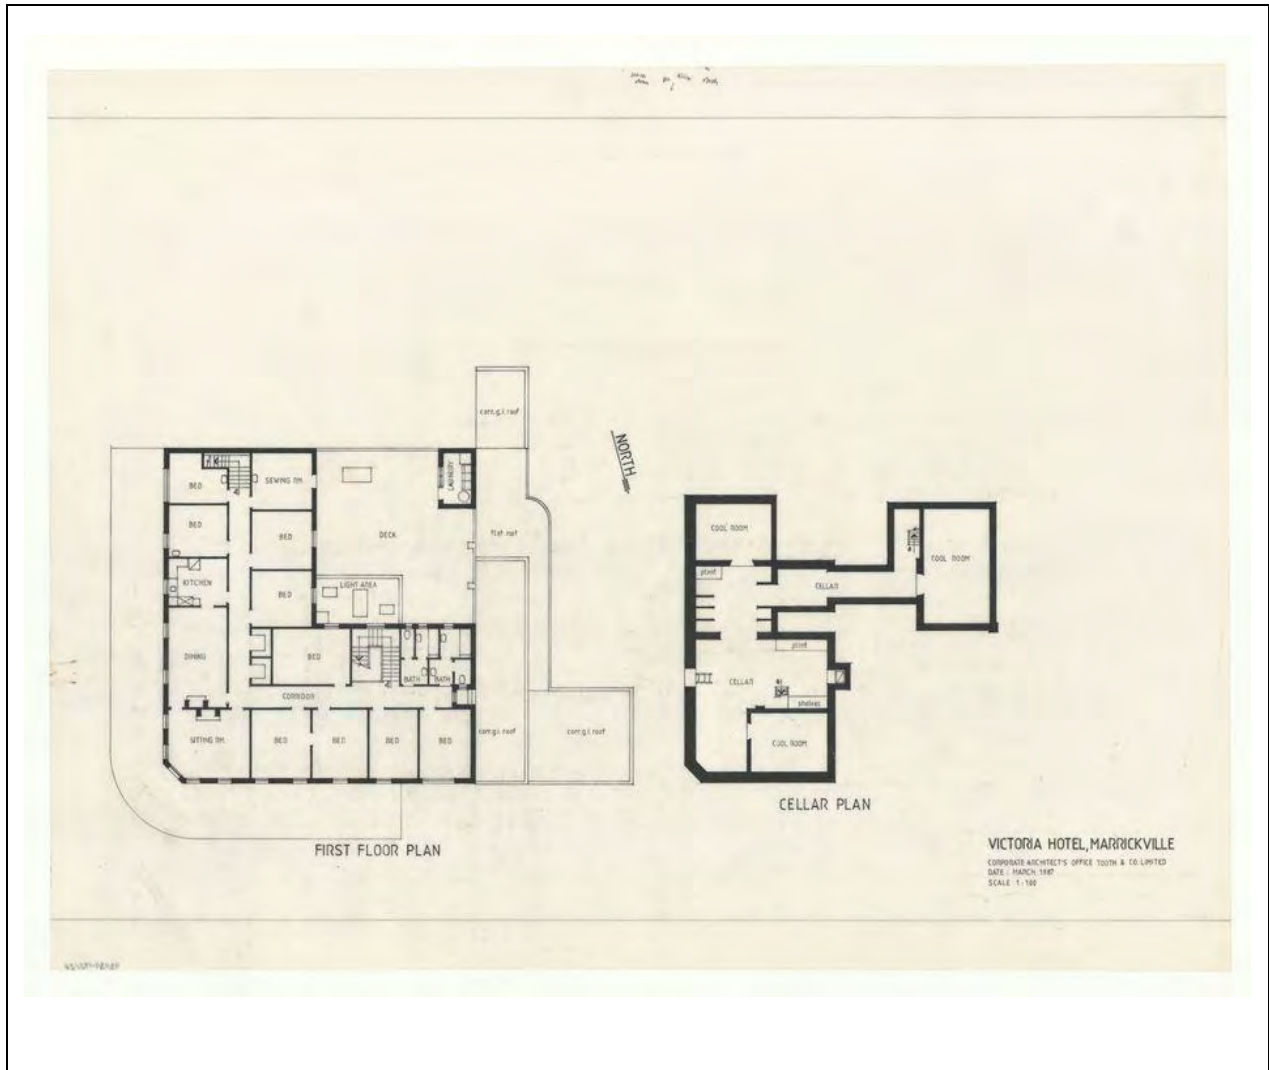 corr. g.i. roof
NORTH
BED
SEWING RM.
LAUNDRY
BED
BED
DECK
flat roof
KITCHEN
LIGHT AREA
BED
DINING
BED
BATH
BATH
CORRIDOR
SITTING RM.
BED
BED
BED
BED
corr. g.i. roof
corr. g.i. roof
FIRST FLOOR PLAN
COOL ROOM
COOL ROOM
plant
CELLAR
plant
CELLAR
shelves
COOL ROOM
CELLAR PLAN
VICTORIA HOTEL, MARRICKVILLE
CORPORATE ARCHITECT'S OFFICE TOOTH & CO. LIMITED
DATE : MARCH 1987
SCALE 1 : 100